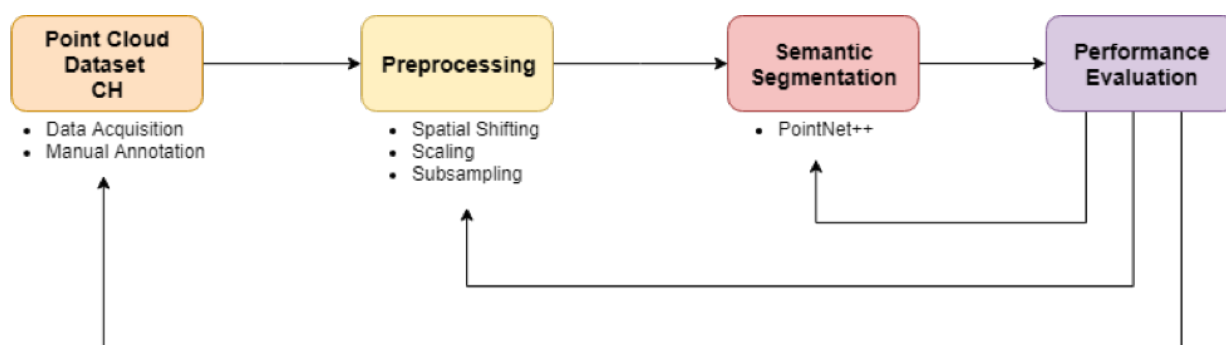 Point Cloud
Dataset
CH
Preprocessing
Semantic
Segmentation
Performance
Evaluation
• Data Acquisition
• Manual Annotation
• Spatial Shifting
• Scaling
• Subsampling
• PointNet++